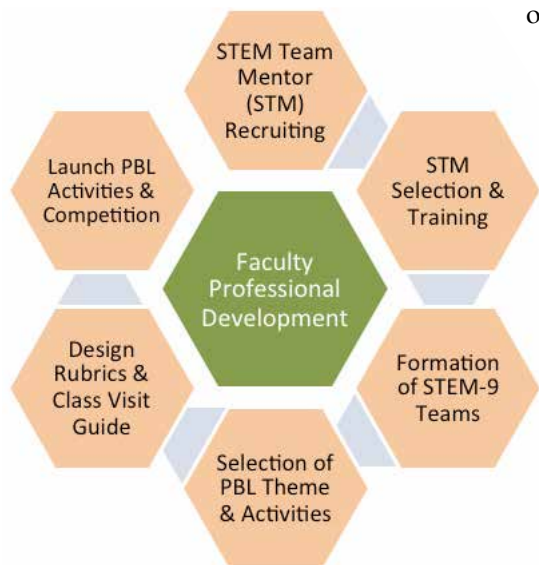 o
STEM Team
Mentor
(STM)
Recruiting
STM
Selection &
Training
Formation
of STEM-9
Teams
Selection of
PBL Theme
& Activities
Design
Rubrics &
Class Visit
Guide
Launch PBL
Activities &
Competition
Faculty
Professional
Development